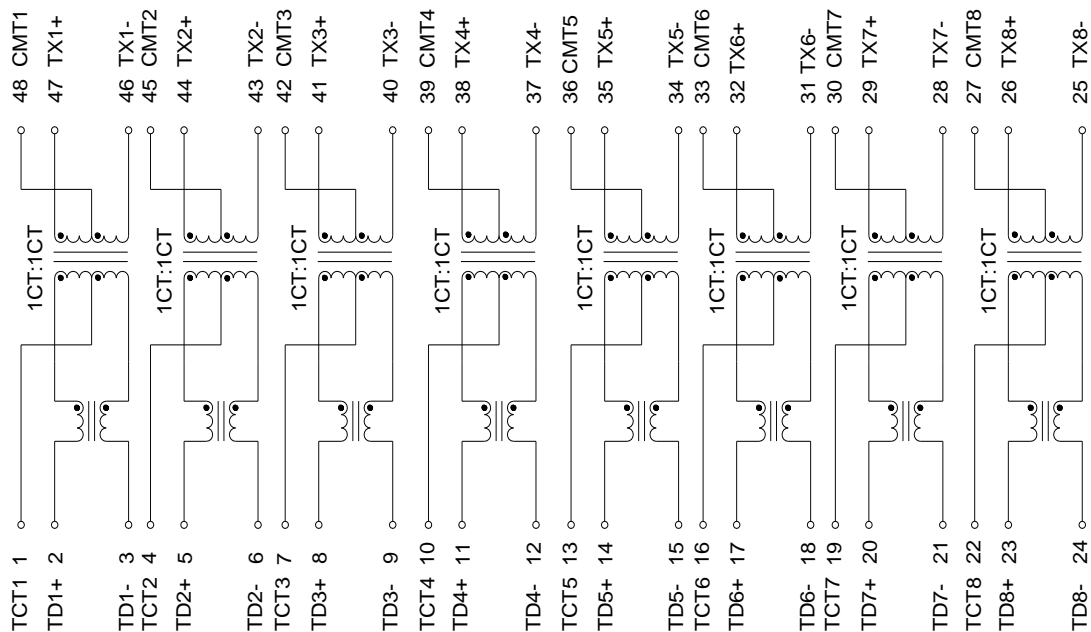 48 CMT1
47 TX1+
46 TX1-
45 CMT2
44 TX2+
43 TX2-
42 CMT3
41 TX3+
40 TX3-
39 CMT4
38 TX4+
37 TX4-
36 CMT5
35 TX5+
34 TX5-
33 CMT6
32 TX6+
31 TX6-
30 CMT7
29 TX7+
28 TX7-
27 CMT8
26 TX8+
25 TX8-
1CT:1CT
1CT:1CT
1CT:1CT
1CT:1CT
1CT:1CT
1CT:1CT
1CT:1CT
1CT:1CT
TCT1 1
TD1+ 2
TD1- 3
TCT2 4
TD2+ 5
TD2- 6
TCT3 7
TD3+ 8
TD3- 9
TCT4 10
TD4+ 11
TD4- 12
TCT5 13
TD5+ 14
TD5- 15
TCT6 16
TD6+ 17
TD6- 18
TCT7 19
TD7+ 20
TD7- 21
TCT8 22
TD8+ 23
TD8- 24